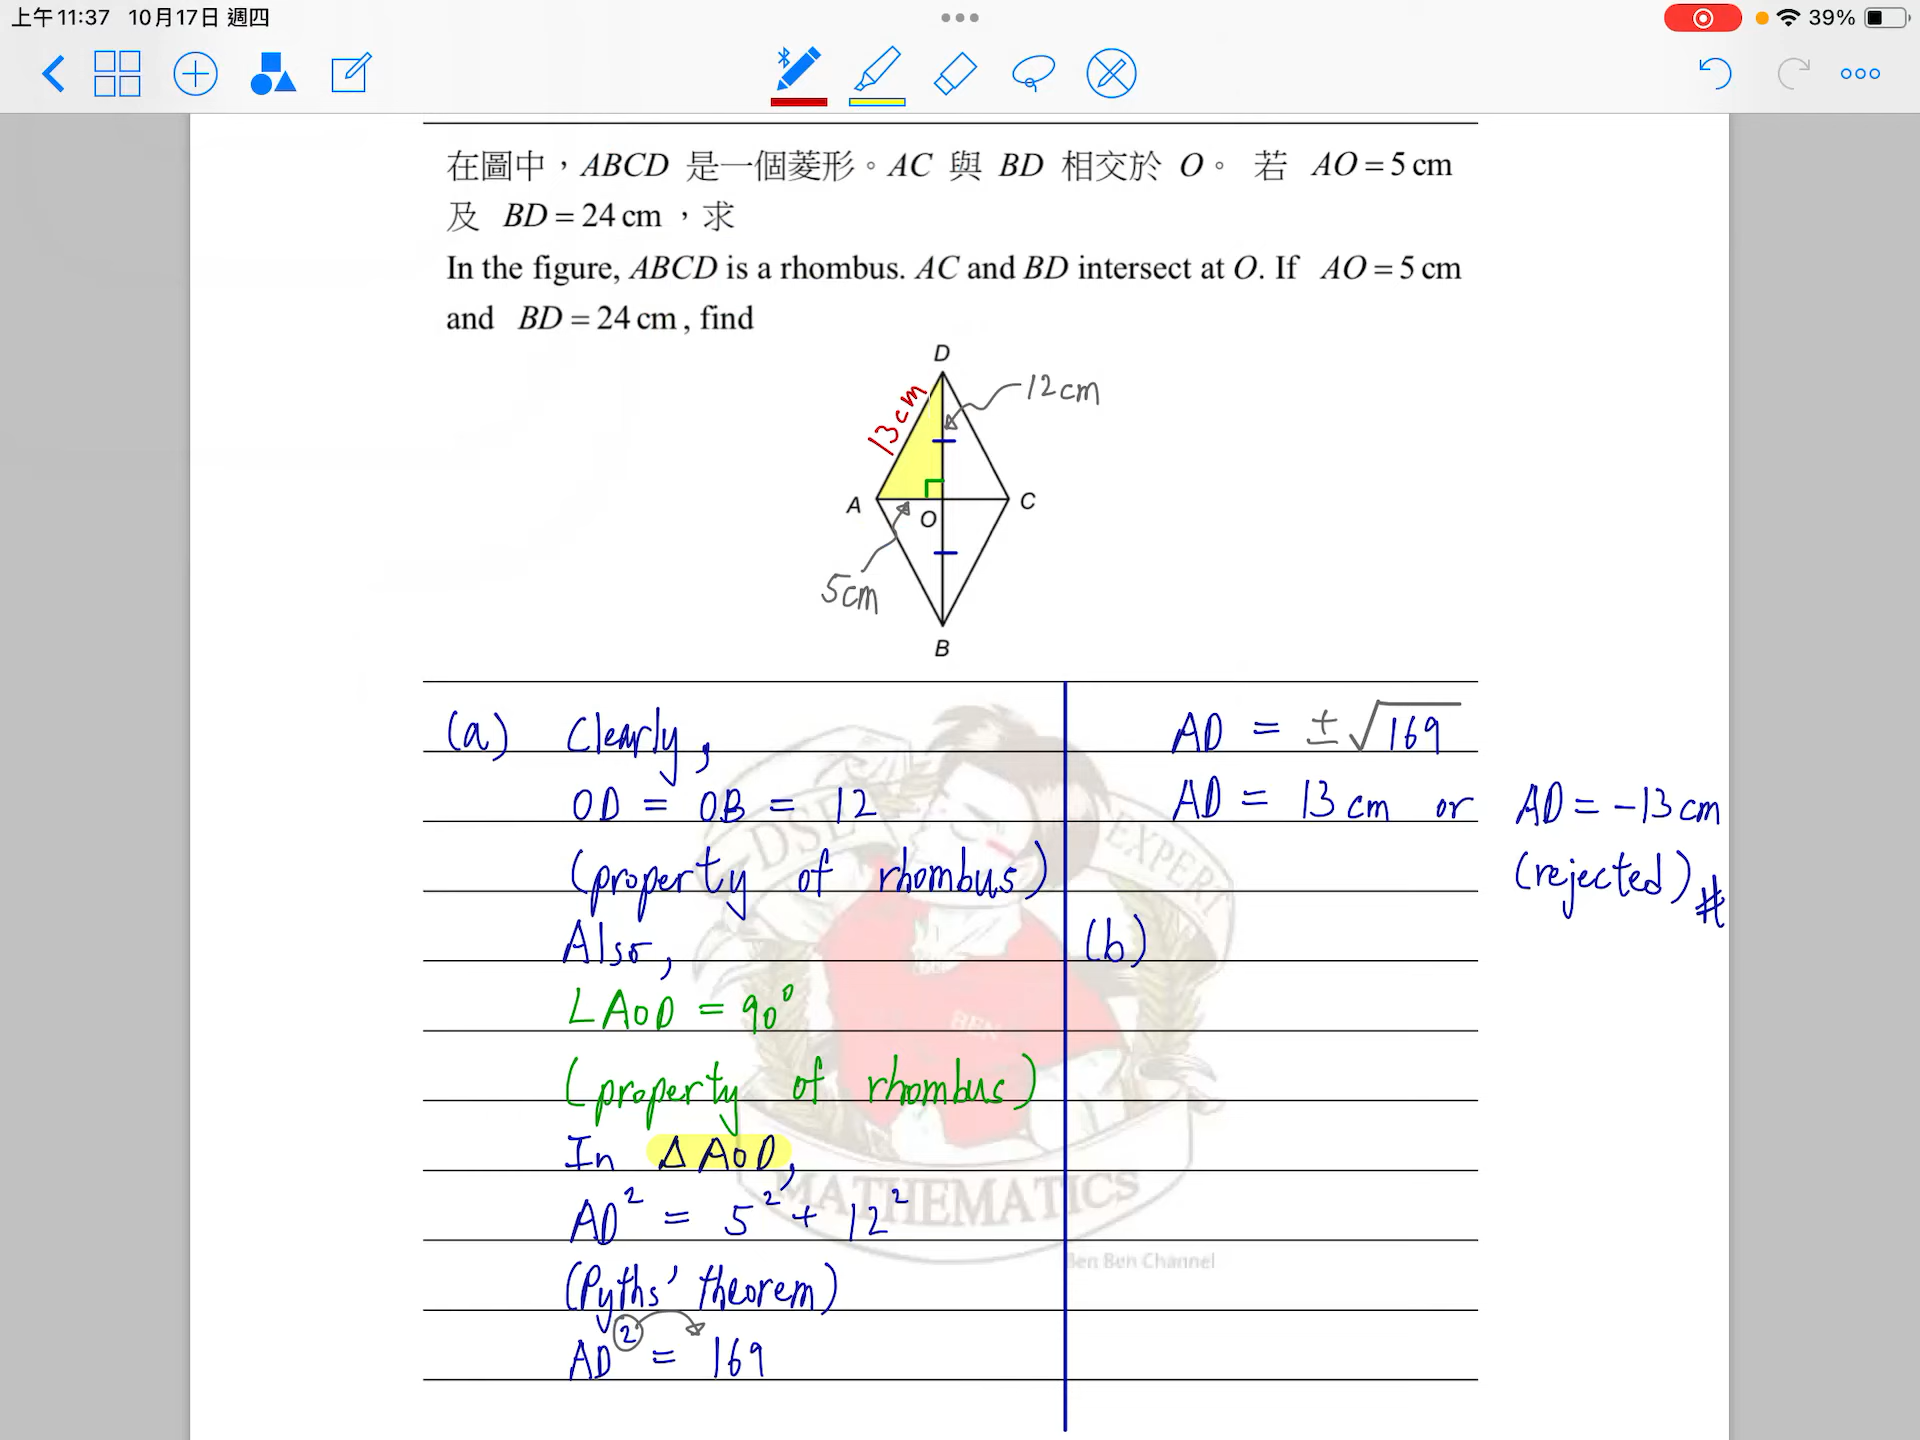 上午11:37 10月17日 週四
39%
在圖中，ABCD 是一個菱形。AC 與 BD 相交於 O。 若 AO = 5 cm
及 BD = 24 cm ，求
In the figure, ABCD is a rhombus. AC and BD intersect at O. If AO = 5 cm
and BD = 24 cm, find
D
12cm
13cm
A
O
C
5cm
B
(a) Clearly,
OD = OB = 12
(property of rhombus)
Also,
∠AOD = 90°
(property of rhombus)
In △AOD,
AD² = 5² + 12²
(Pyths' theorem)
AD² = 169
AD = ±√169
AD = 13 cm or AD = -13 cm
(rejected) #
(b)
DSE EXPERT
BEN
MATHEMATICS
Ben Ben Channel